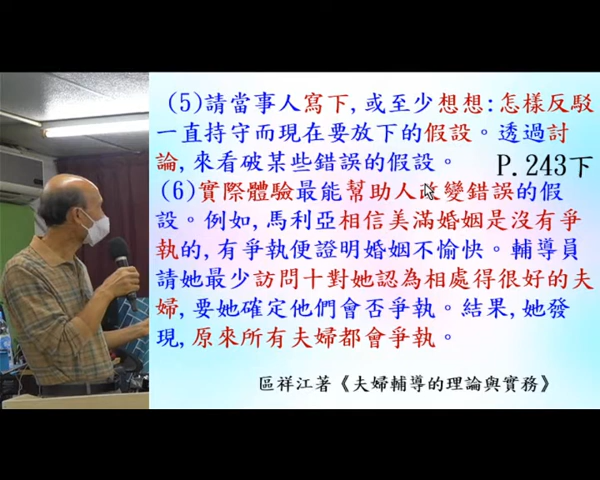 (5)請當事人寫下,或至少想想:怎樣反駁
一直持守而現在要放下的假設。透過討
論,來看破某些錯誤的假設。
P.243下
(6)實際體驗最能幫助人改變錯誤的假
設。例如,馬利亞相信美滿婚姻是沒有爭
執的,有爭執便證明婚姻不愉快。輔導員
請她最少訪問十對她認為相處得很好的夫
婦,要她確定他們會否爭執。結果,她發
現,原來所有夫婦都會爭執。
區祥江著《夫婦輔導的理論與實務》